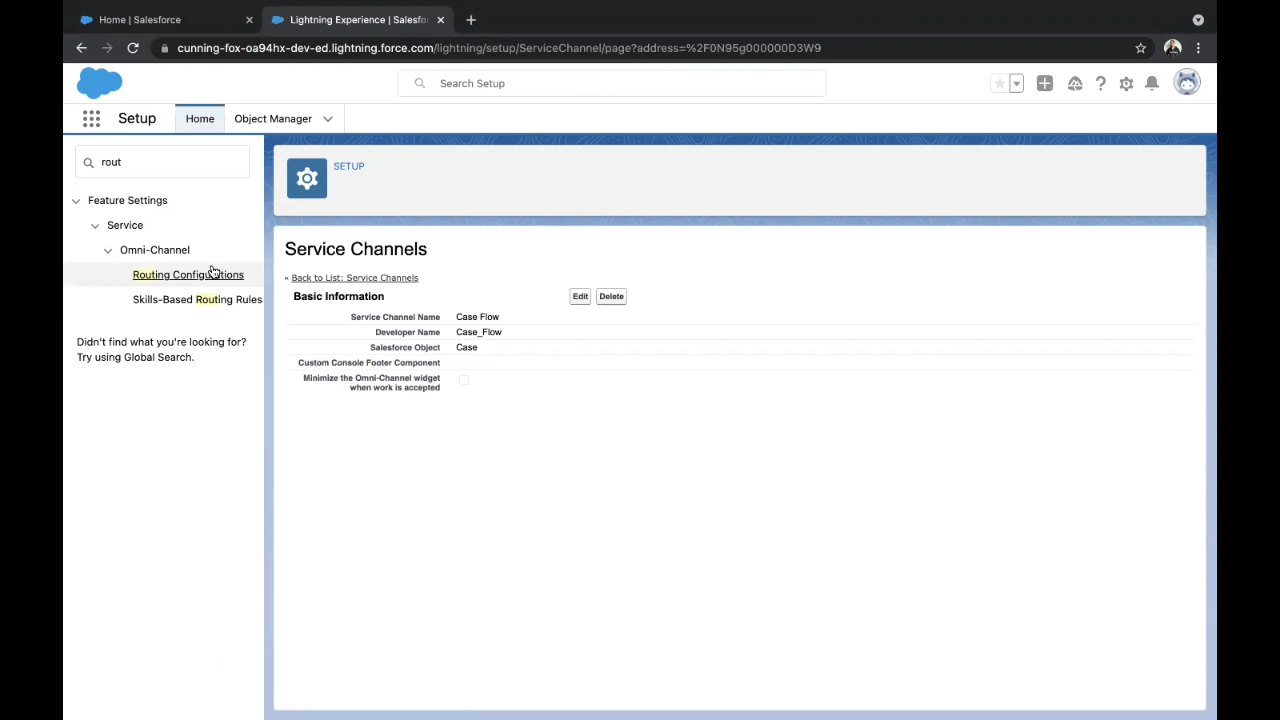 Home | Salesforce
Lightning Experience | Salesfo
cunning-fox-oa94hx-dev-ed.lightning.force.com/lightning/setup/ServiceChannel/page?address=%2F0N95g000000D3W9
Search Setup
Setup
Home
Object Manager
rout
Feature Settings
Service
Omni-Channel
Routing Configurations
Skills-Based Routing Rules
Didn't find what you're looking for?
Try using Global Search.
SETUP
Service Channels
« Back to List: Service Channels
Basic Information
Edit
Delete
Service Channel Name Case Flow
Developer Name Case_Flow
Salesforce Object Case
Custom Console Footer Component
Minimize the Omni-Channel widget
when work is accepted